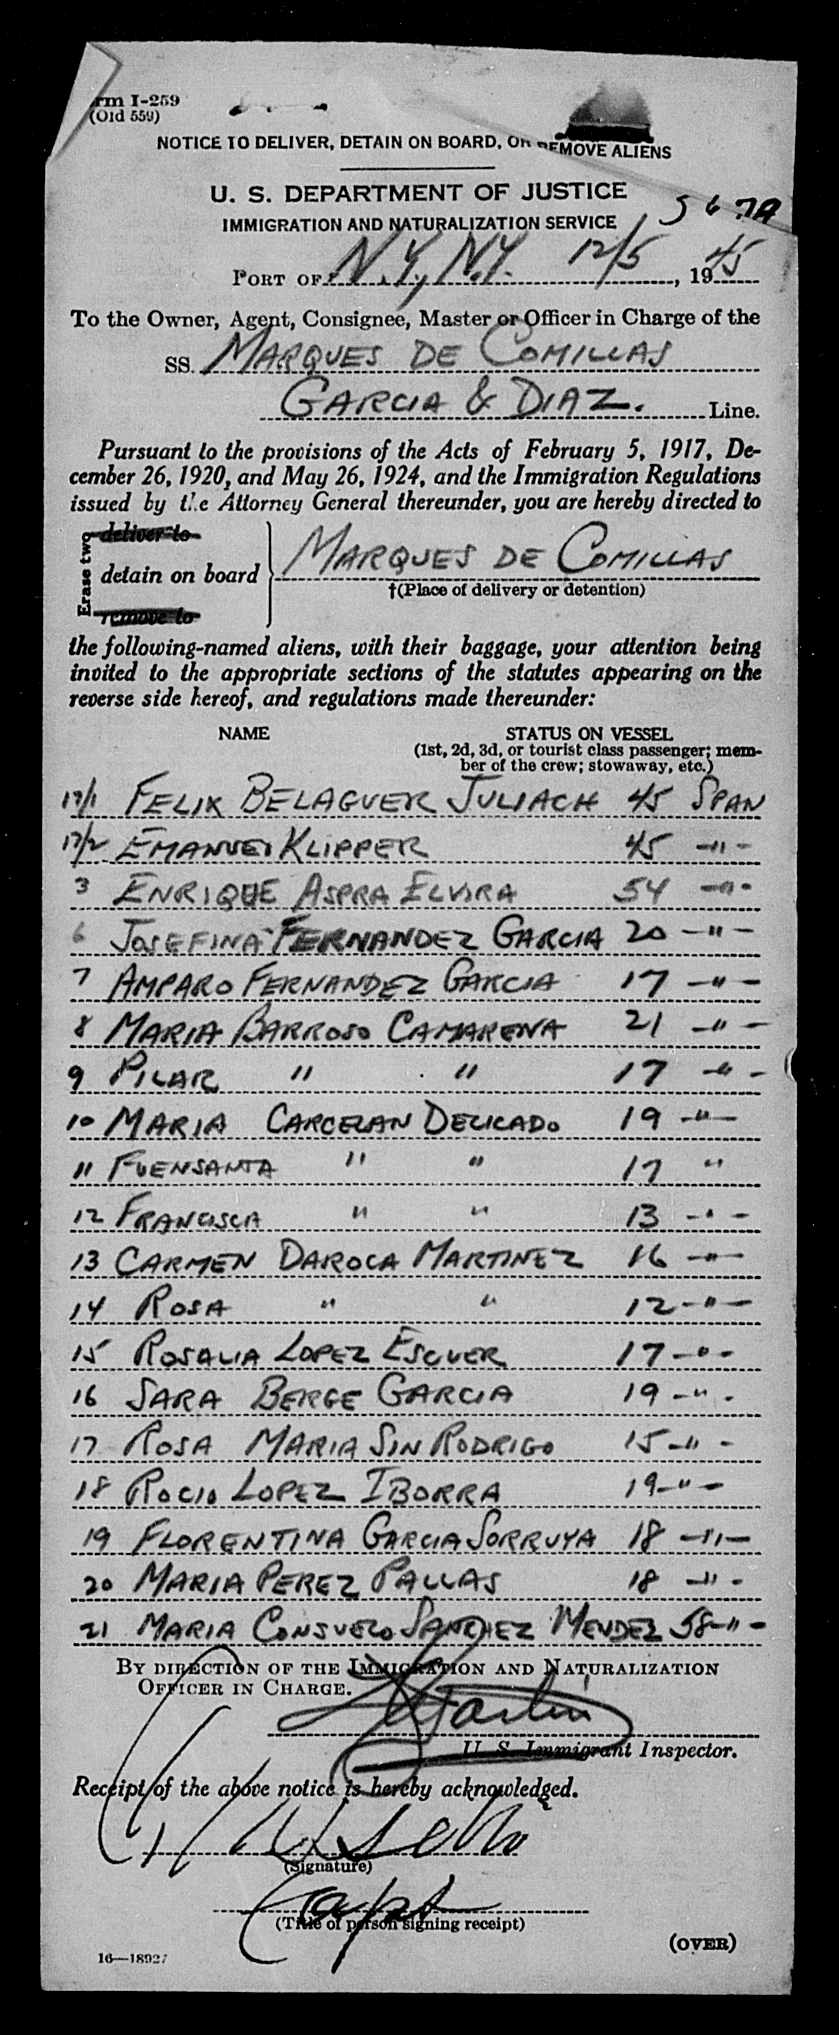 rm I-259
(Old 559)
NOTICE TO DELIVER, DETAIN ON BOARD, OR REMOVE ALIENS
U. S. DEPARTMENT OF JUSTICE
IMMIGRATION AND NATURALIZATION SERVICE
PORT OF N.Y., N.Y. 12/5, 1945
To the Owner, Agent, Consignee, Master or Officer in Charge of the
SS. MARQUES DE COMILLAS
GARCIA & DIAZ. Line.
Pursuant to the provisions of the Acts of February 5, 1917, De-
cember 26, 1920, and May 26, 1924, and the Immigration Regulations
issued by the Attorney General thereunder, you are hereby directed to
Erase two
deliver to
detain on board MARQUES DE COMILLAS
†(Place of delivery or detention)
remove to
the following-named aliens, with their baggage, your attention being
invited to the appropriate sections of the statutes appearing on the
reverse side hereof, and regulations made thereunder:
NAME STATUS ON VESSEL
(1st, 2d, 3d, or tourist class passenger; mem-
ber of the crew; stowaway, etc.)
17/1 FELIX BELAGUER JULIACH 45 SPAN
17/2 EMANUEL KLIPPER 45 -"-
3 ENRIQUE ASPRA ELVIRA 54 -"-
6 JOSEFINA FERNANDEZ GARCIA 20 -"-
7 AMPARO FERNANDEZ GARCIA 17 -"-
8 MARIA BARROSO CAMARENA 21 -"-
9 PILAR " " 17 -"-
10 MARIA CARCELAN DELICADO 19 -"-
11 FUENSANTA " " 17 "
12 FRANCISCA " " 13 -"-
13 CARMEN DAROCA MARTINEZ 16 -"-
14 ROSA " " 12 -"-
15 ROSALIA LOPEZ ESCUER 17 -"-
16 SARA BERGE GARCIA 19 -"-
17 ROSA MARIA SIN RODRIGO 15 -"-
18 ROCIO LOPEZ IBORRA 19 -"-
19 FLORENTINA GARCIA SORRUYA 18 -"-
20 MARIA PEREZ PALLAS 18 -"-
21 MARIA CONSUELO SANCHEZ MENDEZ 58 -"-
BY DIRECTION OF THE IMMIGRATION AND NATURALIZATION
OFFICER IN CHARGE.
Martin
U. S. Immigrant Inspector.
Receipt of the above notice is hereby acknowledged.
(Signature)
Capt
(Title of person signing receipt)
(OVER)
16—18927